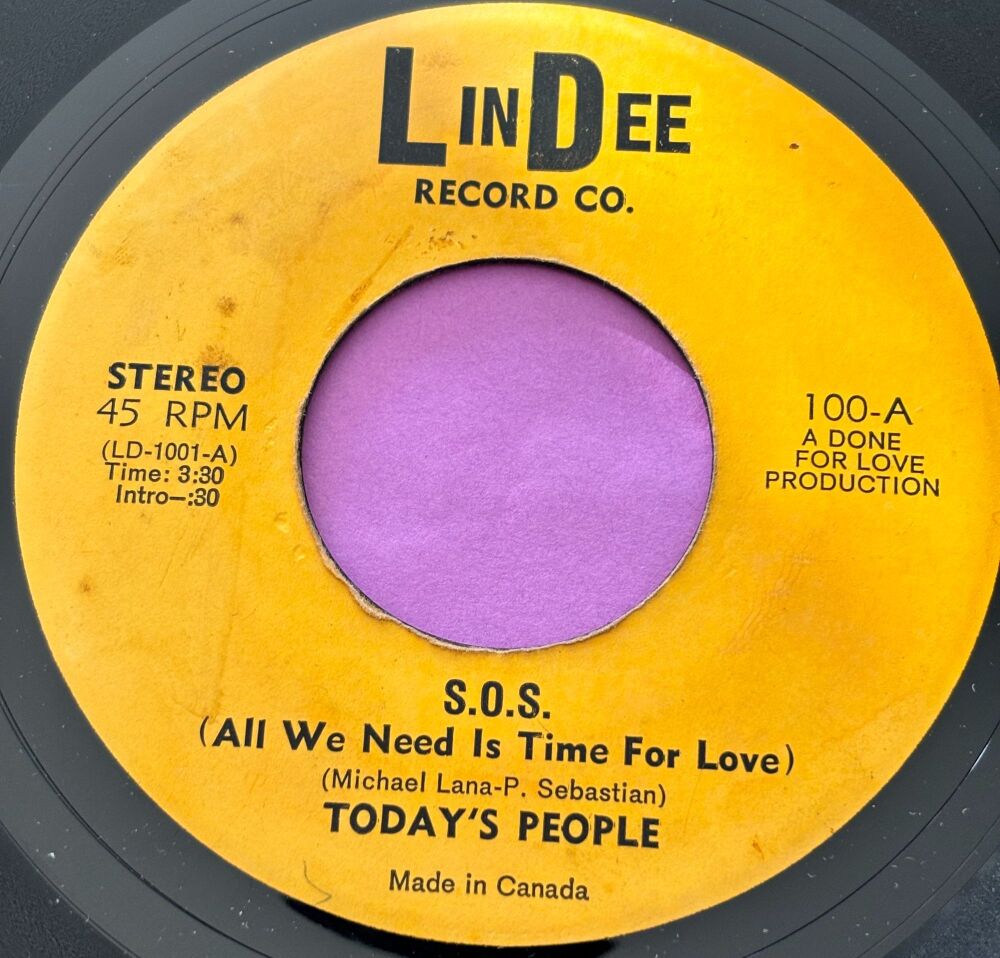 LINDEE
RECORD CO.
STEREO
45 RPM
(LD-1001-A)
Time: 3:30
Intro—:30
100-A
A DONE
FOR LOVE
PRODUCTION
S.O.S.
(All We Need Is Time For Love)
(Michael Lana-P. Sebastian)
TODAY'S PEOPLE
Made in Canada